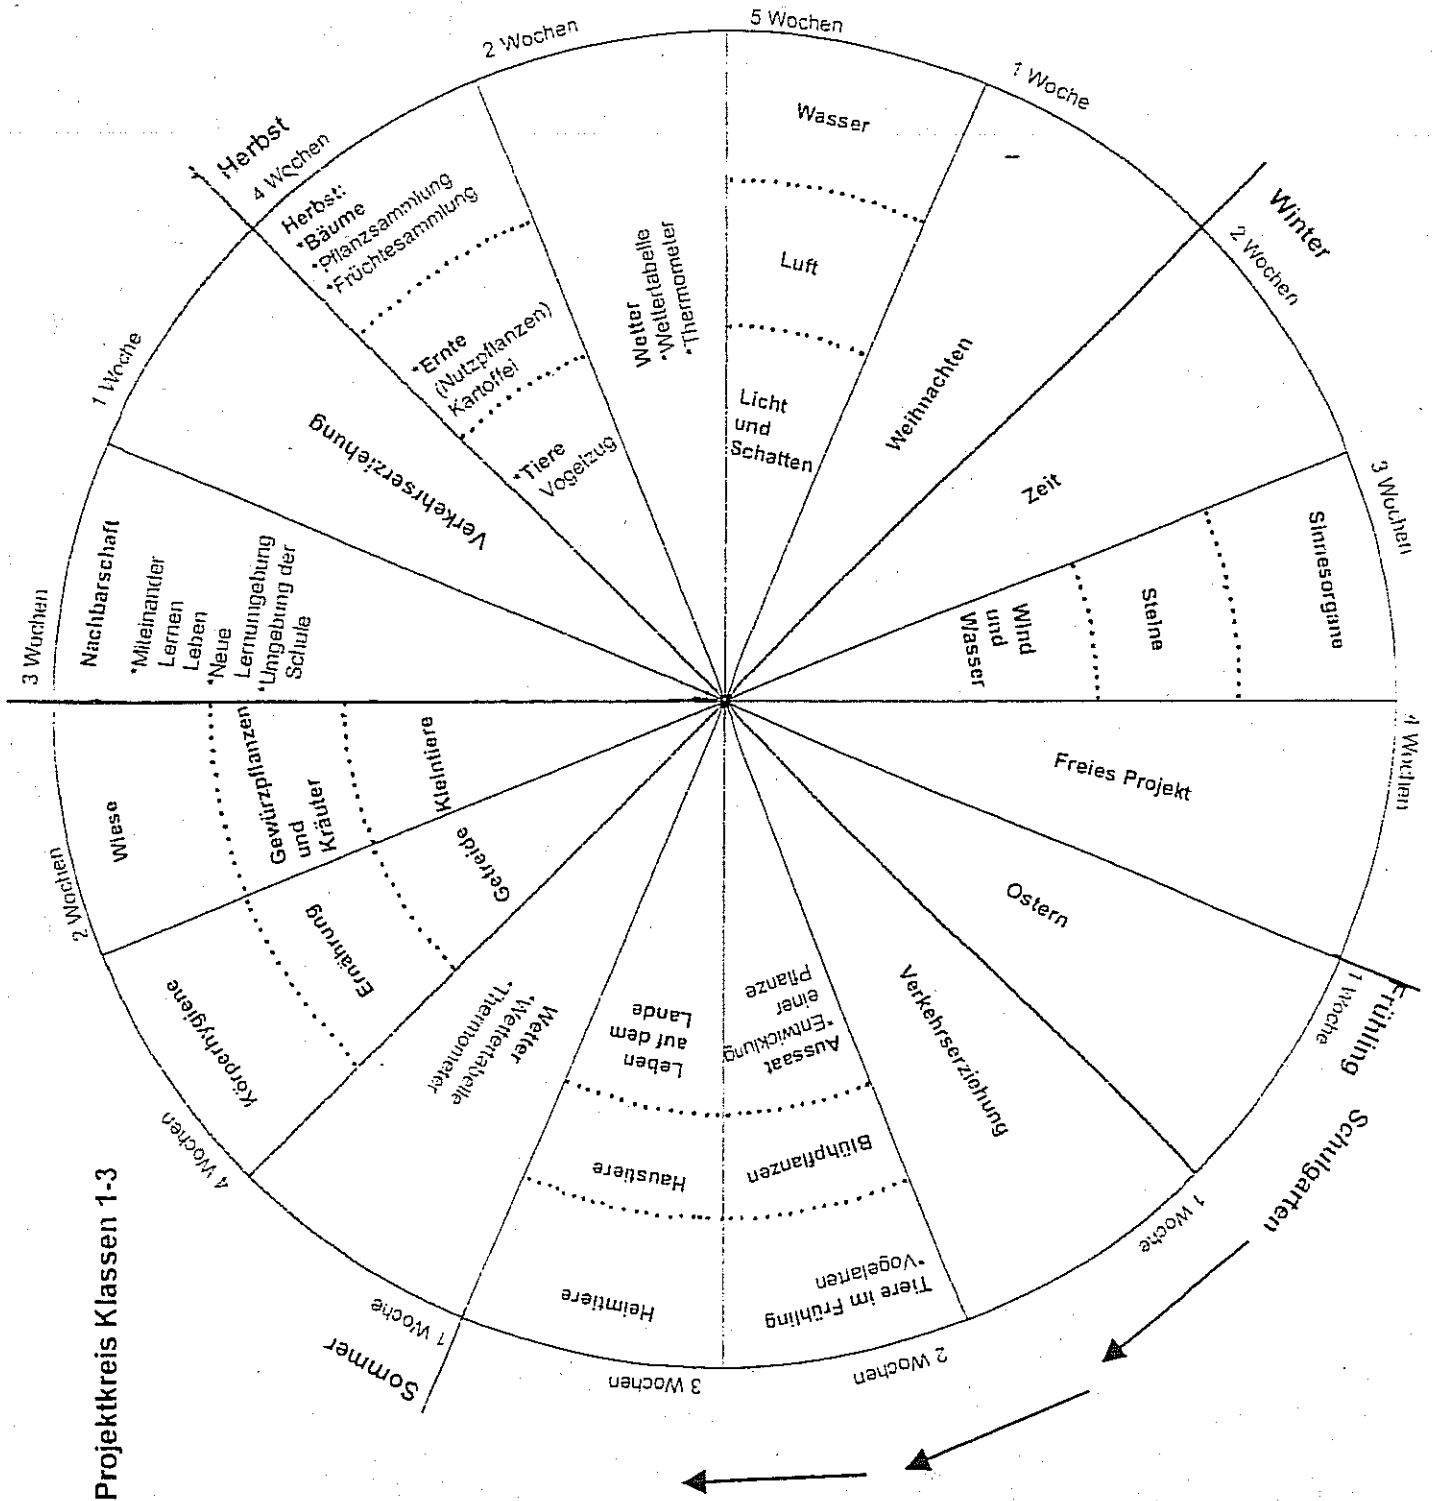 Projektkreis Klassen 1-3
3 Wochen
Nachbarschaft
*Miteinander
Lernen
Leben
*Neue
Lernumgebung
*Umgebung der
Schule
1 Woche
Verkehrserziehung
Herbst
4 Wochen
Herbst:
*Bäume
*Pflanzsammlung
*Früchtesammlung
*Ernte
(Nutzpflanzen)
Kartoffel
*Tiere
Vogelzug
2 Wochen
Wetter
*Wettertabelle
*Thermometer
5 Wochen
Wasser
Luft
Licht
und
Schatten
1 Woche
Weihnachten
Winter
2 Wochen
Zeit
3 Wochen
Sinnesorgane
Steine
Wind
und
Wasser
4 Wochen
Freies Projekt
1 Woche
Ostern
Frühling
Schulgarten
1 Woche
Verkehrserziehung
2 Wochen
Tiere im Frühling
*Vogelarten
Blühpflanzen
Aussaat
*Entwicklung
einer
Pflanze
3 Wochen
Heimtiere
Haustiere
Leben
auf dem
Lande
Sommer
1 Woche
Wetter
*Wettertabelle
*Thermometer
4 Wochen
Körperhygiene
Ernährung
Getreide
2 Wochen
Wiese
Gewürzpflanzen
und
Kräuter
Kleintiere